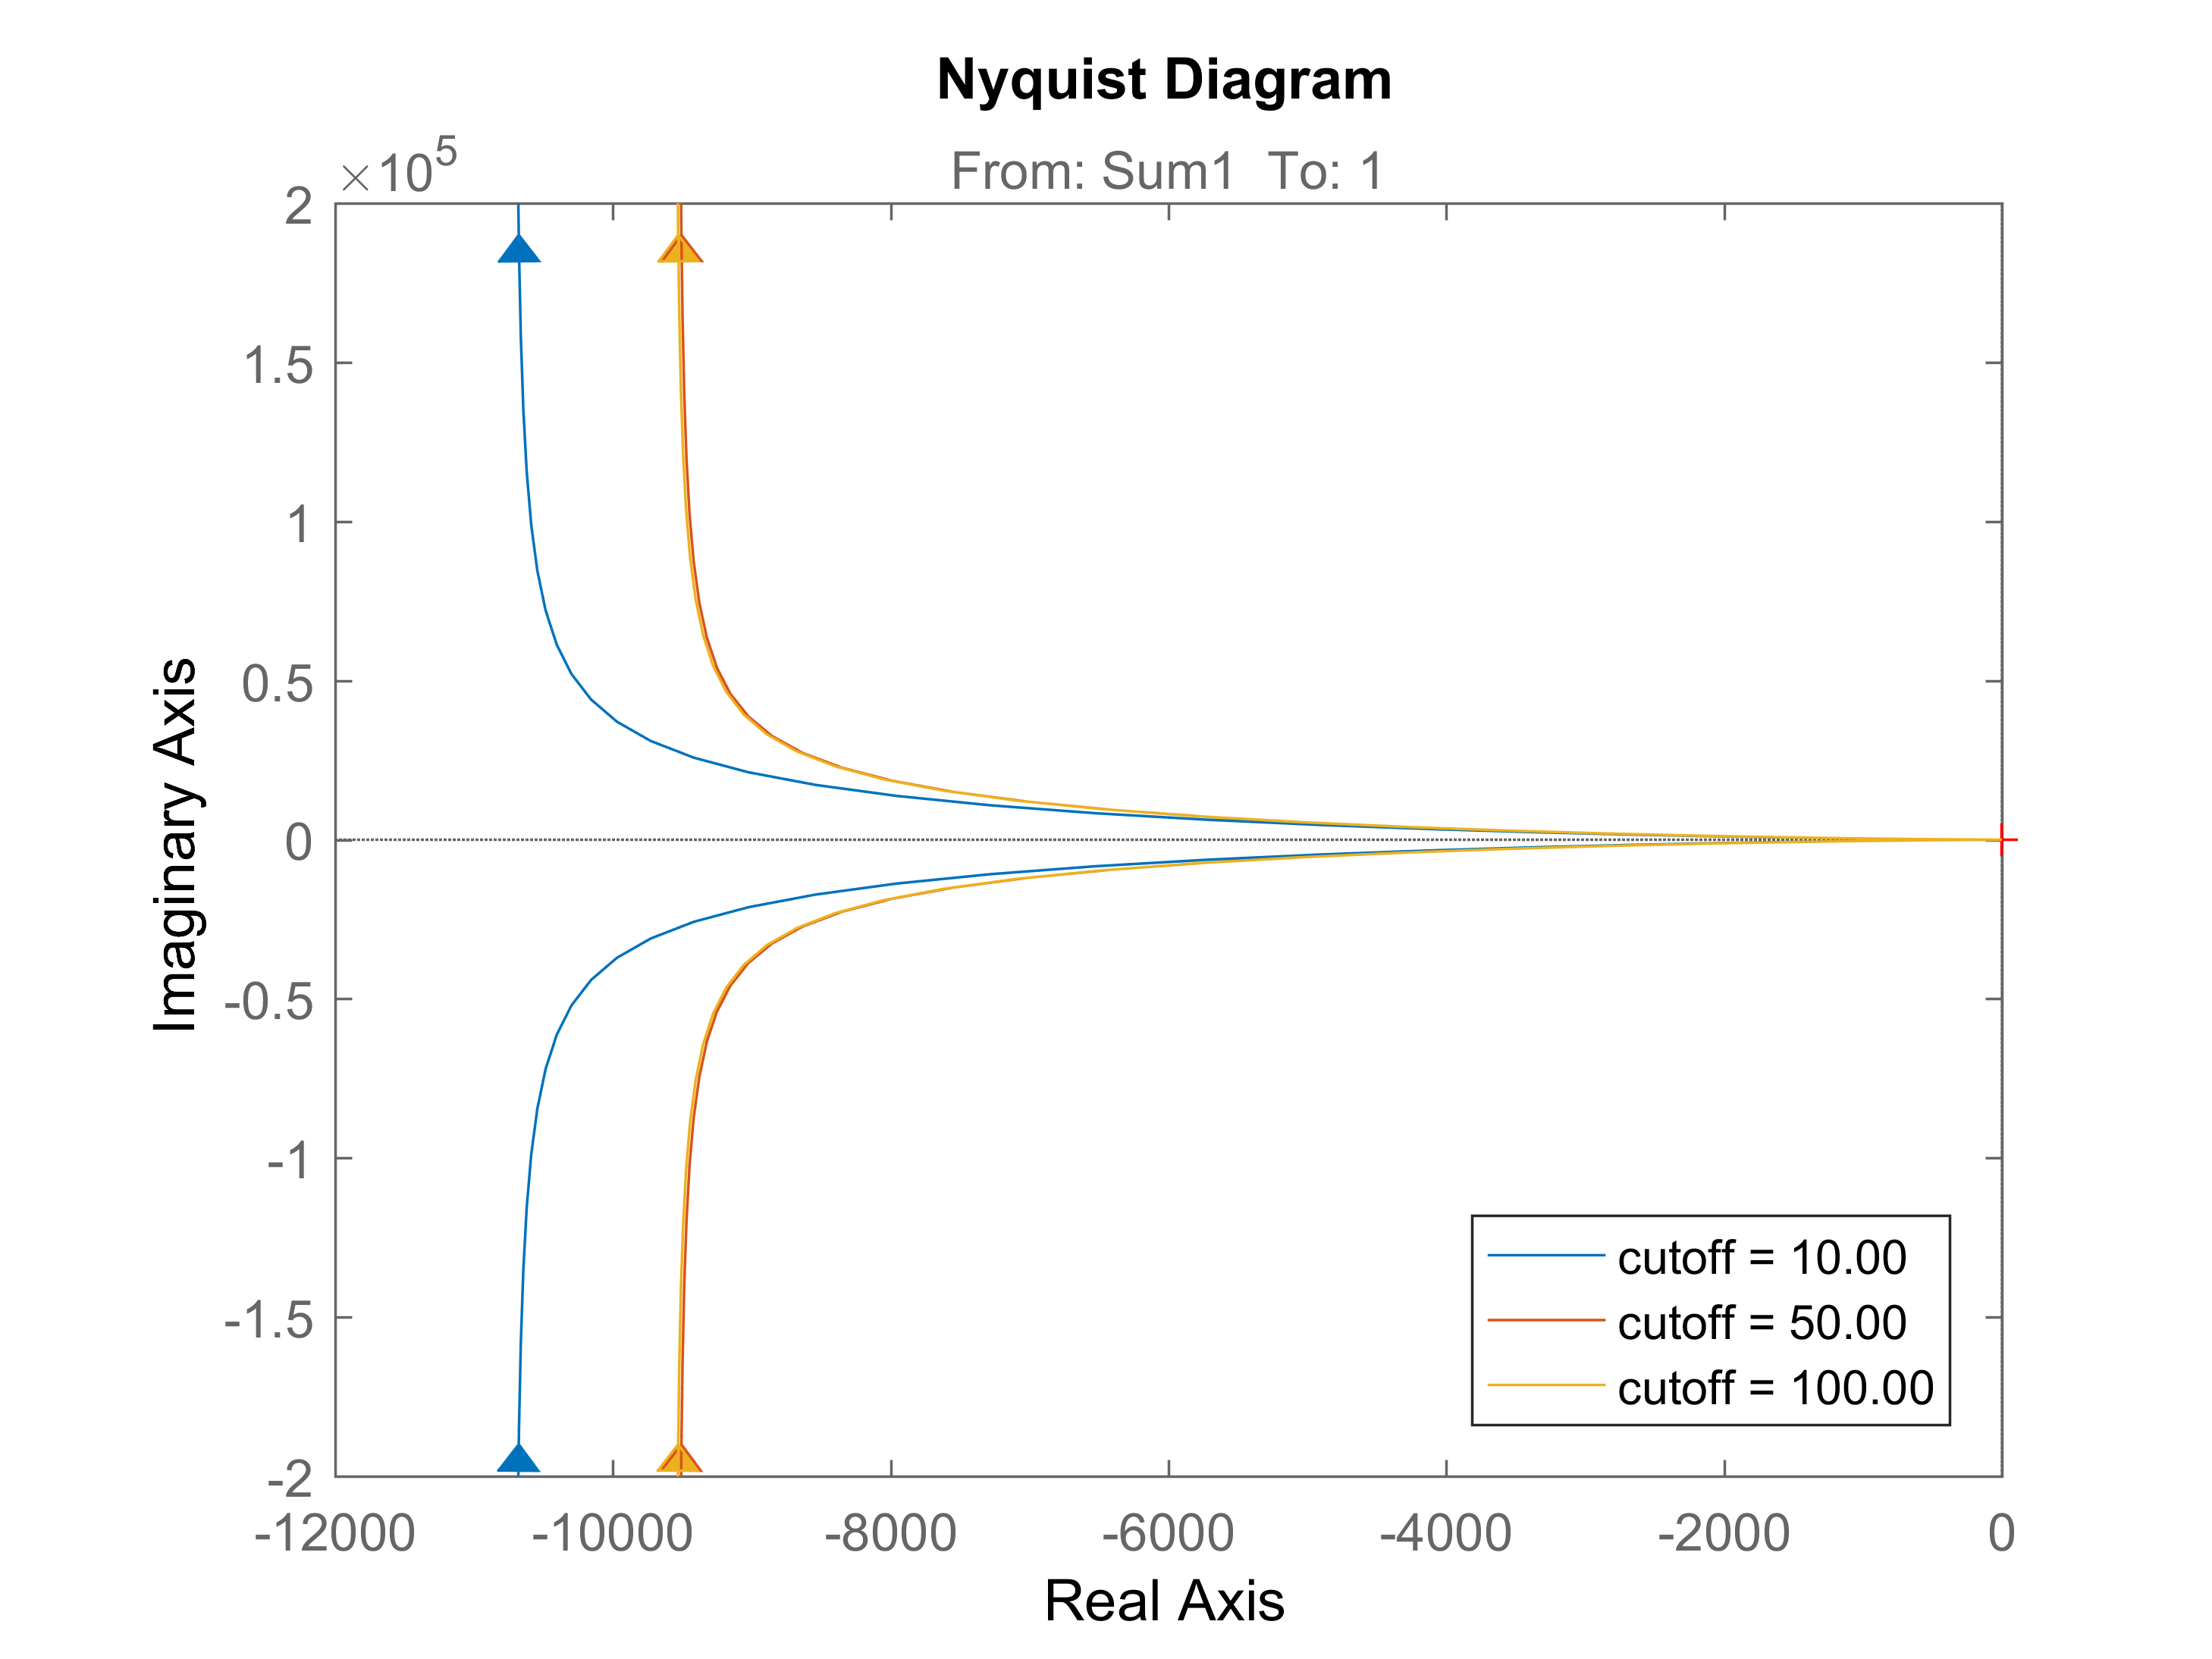 Nyquist Diagram
From: Sum1 To: 1
×10⁵
2
1.5
1
0.5
0
-0.5
-1
-1.5
-2
Imaginary Axis
cutoff = 10.00
cutoff = 50.00
cutoff = 100.00
-12000 -10000 -8000 -6000 -4000 -2000 0
Real Axis